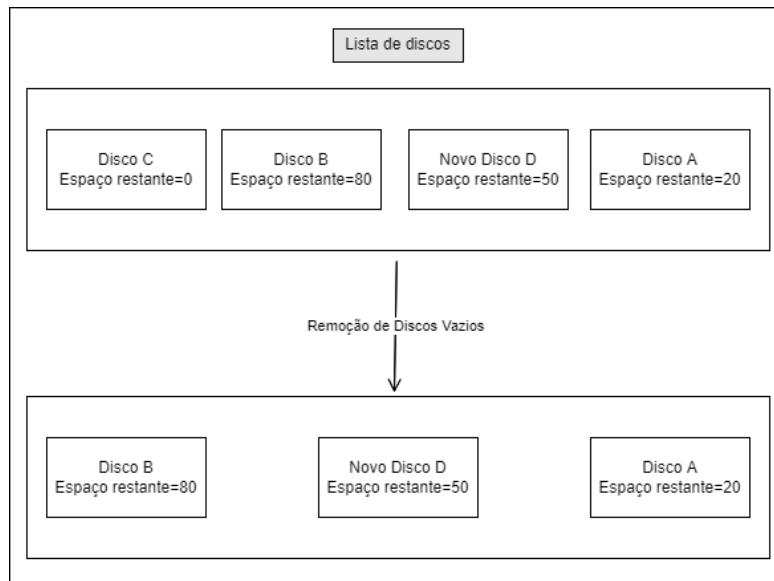 Lista de discos
Disco C
Espaço restante=0
Disco B
Espaço restante=80
Novo Disco D
Espaço restante=50
Disco A
Espaço restante=20
Remoção de Discos Vazios
Disco B
Espaço restante=80
Novo Disco D
Espaço restante=50
Disco A
Espaço restante=20